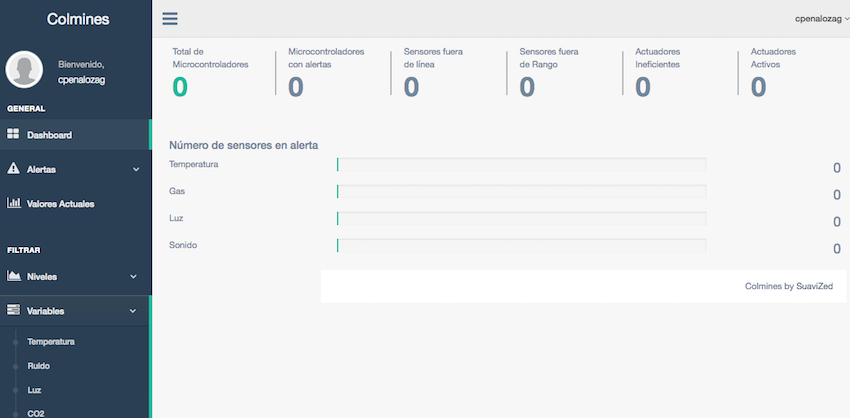 Colmines
Bienvenido,
cpenalozag
GENERAL
Dashboard
Alertas
Valores Actuales
FILTRAR
Niveles
Variables
Temperatura
Ruido
Luz
CO2
cpenalozag
Total de
Microcontroladores
0
Microcontroladores
con alertas
0
Sensores fuera
de línea
0
Sensores fuera
de Rango
0
Actuadores
Ineficientes
0
Actuadores
Activos
0
Número de sensores en alerta
Temperatura 0
Gas 0
Luz 0
Sonido 0
Colmines by SuaviZed